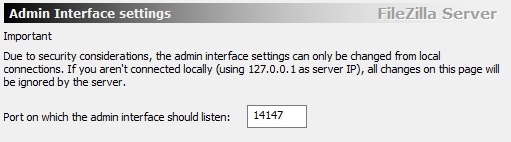 Admin Interface settings FileZilla Server
Important
Due to security considerations, the admin interface settings can only be changed from local
connections. If you aren't connected locally (using 127.0.0.1 as server IP), all changes on this page will
be ignored by the server.
Port on which the admin interface should listen: 14147